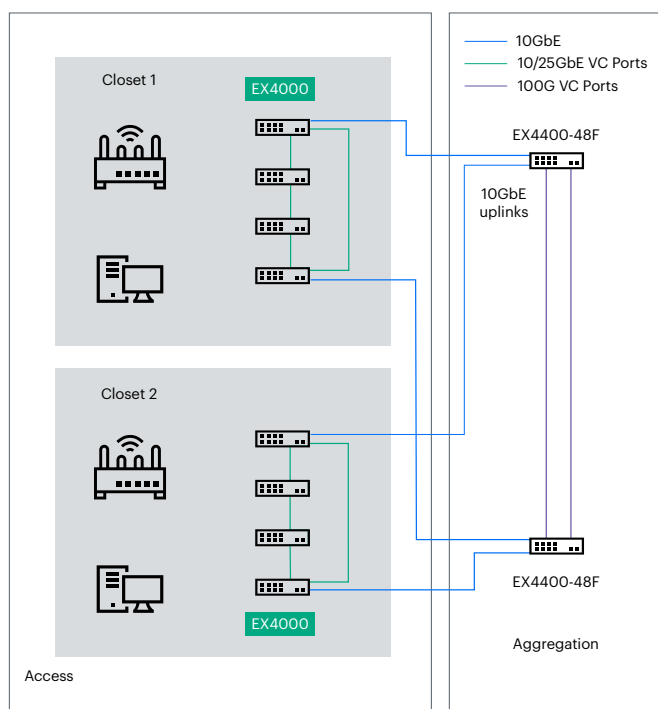 10GbE
10/25GbE VC Ports
100G VC Ports
Closet 1
EX4000
EX4400-48F
10GbE
uplinks
Closet 2
EX4000
EX4400-48F
Aggregation
Access